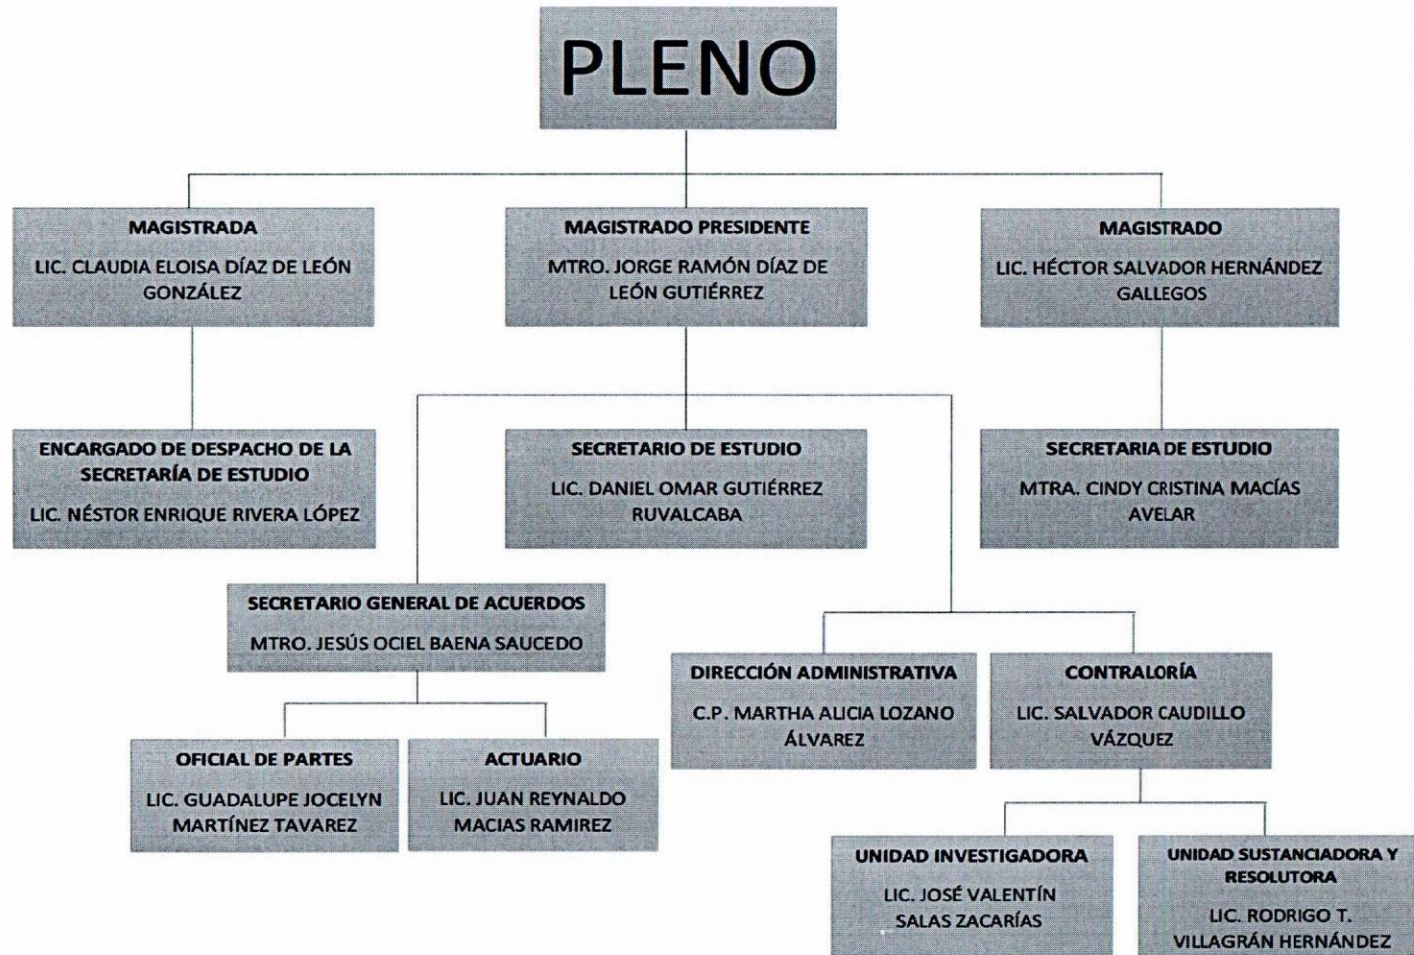 PLENO
MAGISTRADA
LIC. CLAUDIA ELOISA DÍAZ DE LEÓN
GONZÁLEZ
MAGISTRADO PRESIDENTE
MTRO. JORGE RAMÓN DÍAZ DE
LEÓN GUTIÉRREZ
MAGISTRADO
LIC. HÉCTOR SALVADOR HERNÁNDEZ
GALLEGOS
ENCARGADO DE DESPACHO DE LA
SECRETARÍA DE ESTUDIO
LIC. NÉSTOR ENRIQUE RIVERA LÓPEZ
SECRETARIO DE ESTUDIO
LIC. DANIEL OMAR GUTIÉRREZ
RUVALCABA
SECRETARIA DE ESTUDIO
MTRA. CINDY CRISTINA MACÍAS
AVELAR
SECRETARIO GENERAL DE ACUERDOS
MTRO. JESÚS OCIEL BAENA SAUCEDO
DIRECCIÓN ADMINISTRATIVA
C.P. MARTHA ALICIA LOZANO
ÁLVAREZ
CONTRALORÍA
LIC. SALVADOR CAUDILLO
VÁZQUEZ
OFICIAL DE PARTES
LIC. GUADALUPE JOCELYN
MARTÍNEZ TAVAREZ
ACTUARIO
LIC. JUAN REYNALDO
MACIAS RAMIREZ
UNIDAD INVESTIGADORA
LIC. JOSÉ VALENTÍN
SALAS ZACARÍAS
UNIDAD SUSTANCIADORA Y
RESOLUTORA
LIC. RODRIGO T.
VILLAGRÁN HERNÁNDEZ